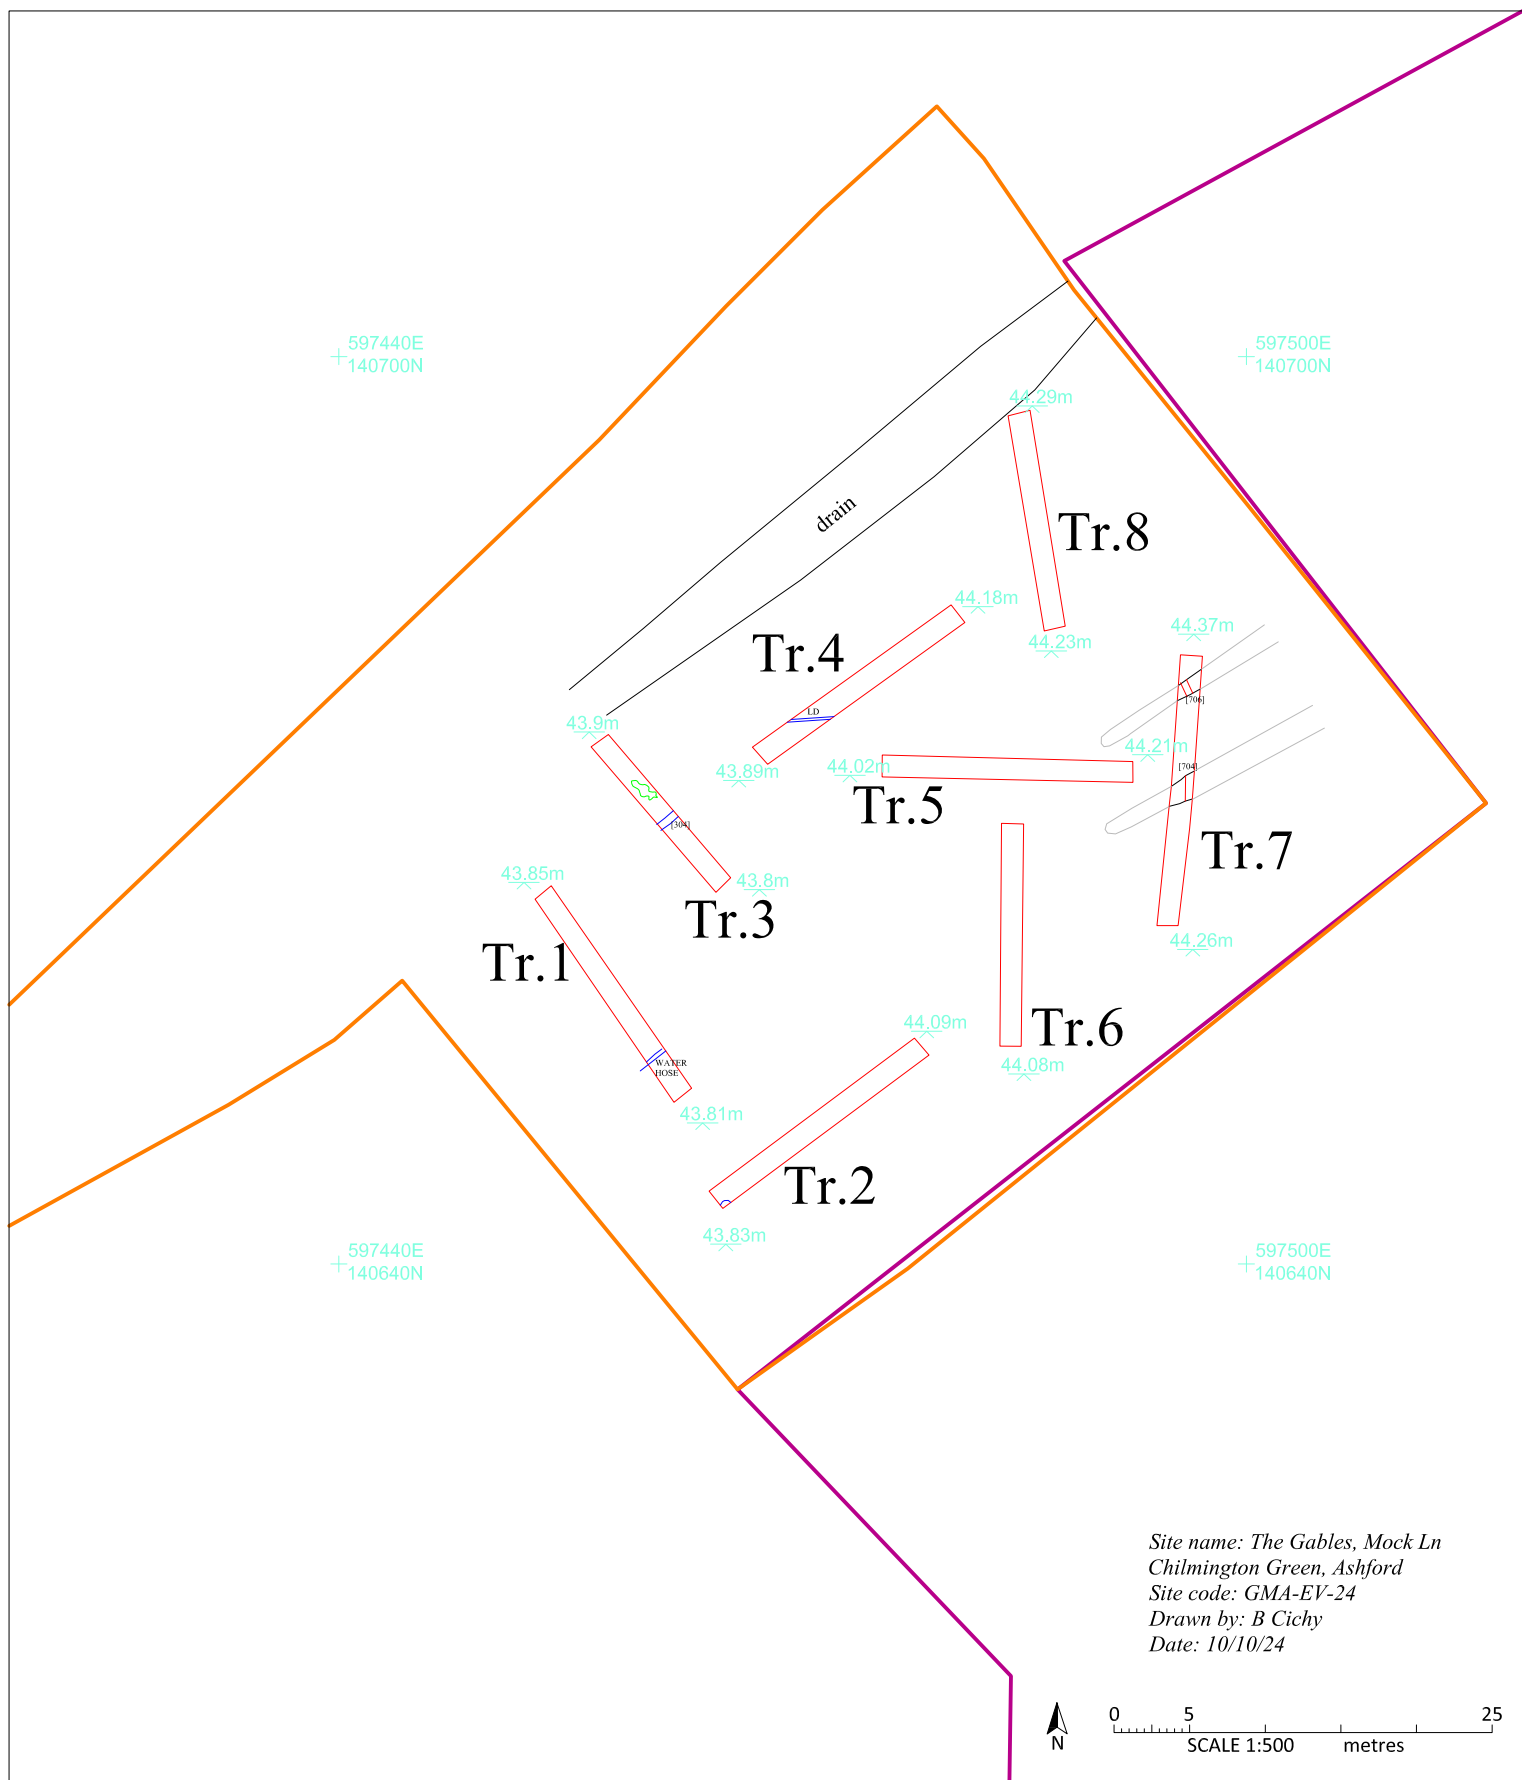 597440E
140700N
597500E
140700N
44.29m
drain
Tr.8
44.18m
44.37m
44.23m
Tr.4
[706]
LD
43.9m
44.21m
43.89m
44.02m
[704]
Tr.5
[304]
Tr.7
43.85m
43.8m
Tr.3
44.26m
Tr.1
44.09m
Tr.6
WATER
HOSE
44.08m
43.81m
Tr.2
43.83m
597440E
140640N
597500E
140640N
Site name: The Gables, Mock Ln
Chilmington Green, Ashford
Site code: GMA-EV-24
Drawn by: B Cichy
Date: 10/10/24
0 5 25
N
SCALE 1:500 metres